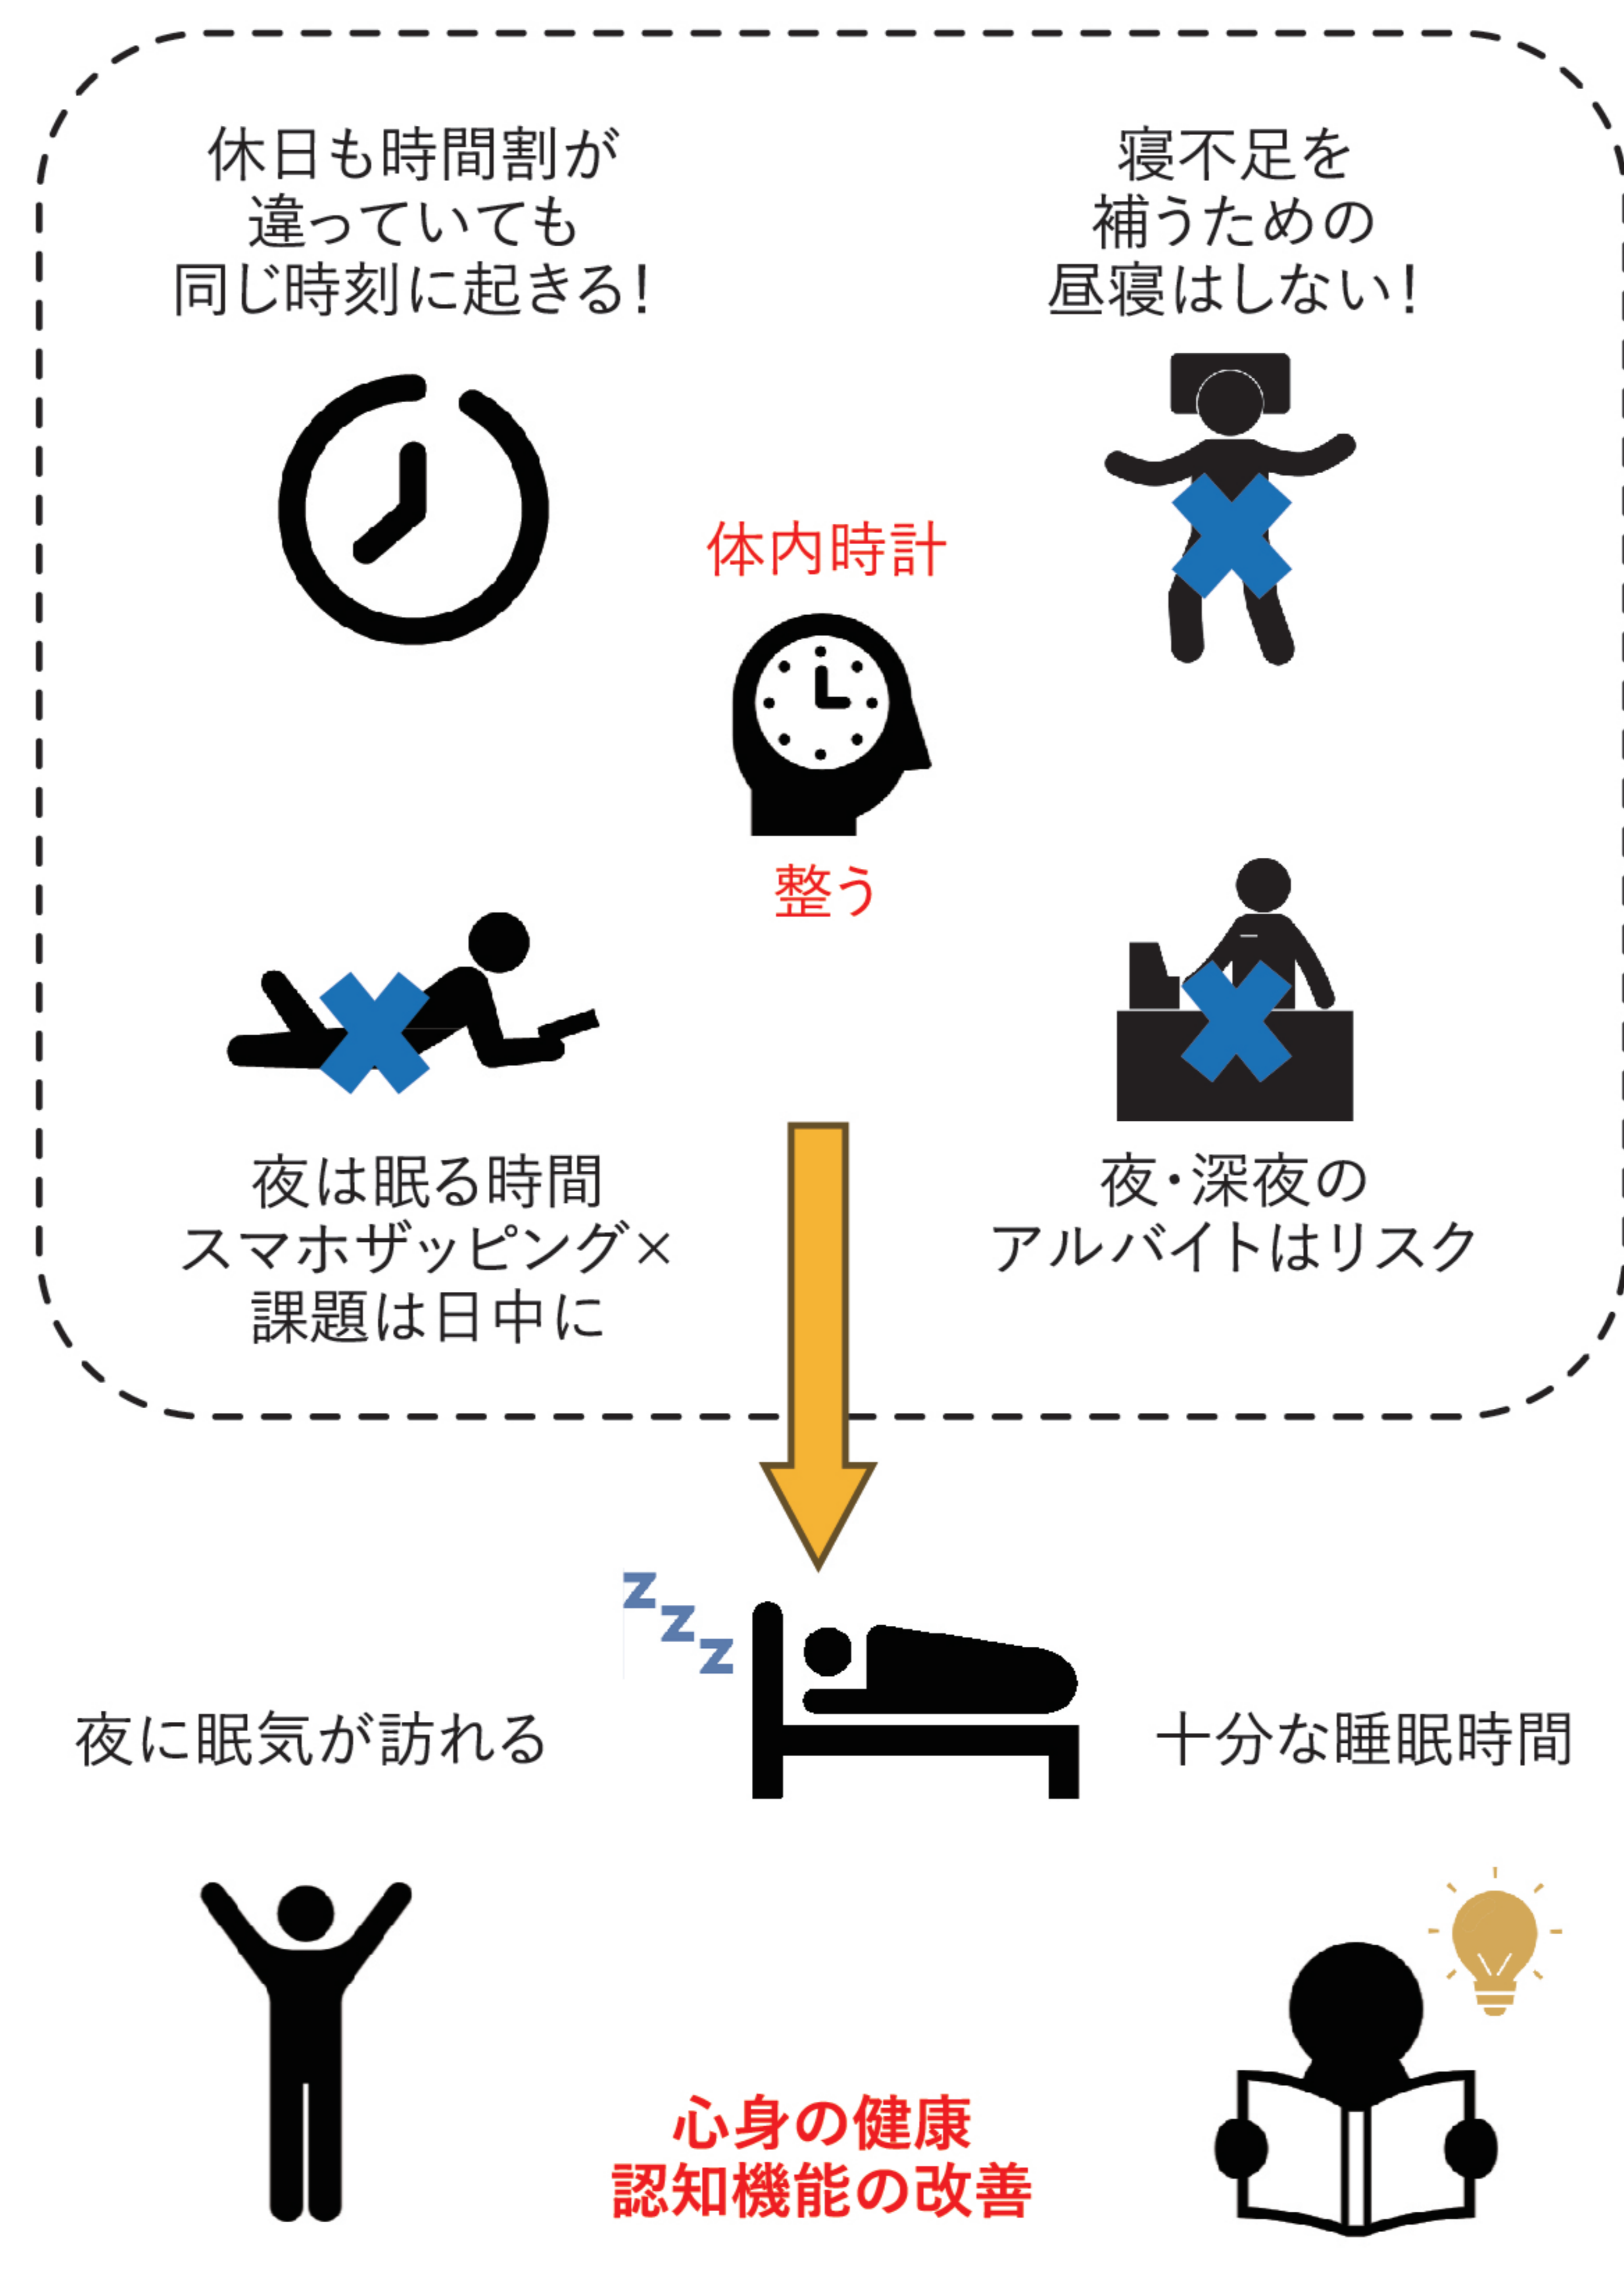 休日も時間割が
違っていても
同じ時刻に起きる！
寝不足を
補うための
昼寝はしない！
体内時計
整う
夜は眠る時間
スマホザッピング×
課題は日中に
夜・深夜の
アルバイトはリスク
z
z
z
夜に眠気が訪れる
十分な睡眠時間
心身の健康
認知機能の改善